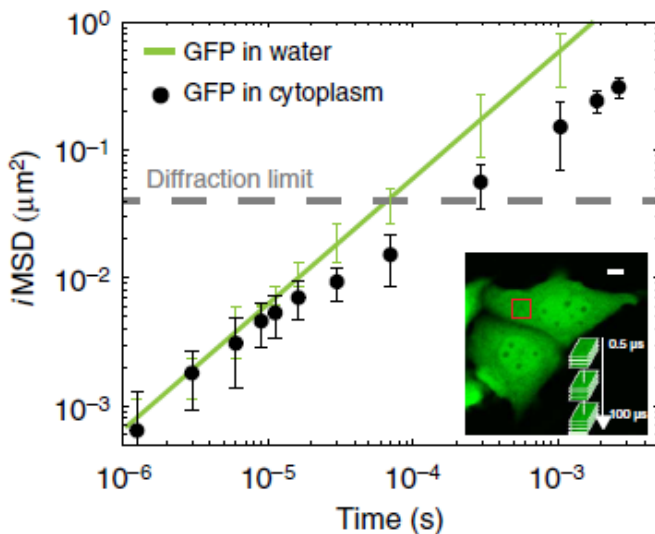 10⁰
10⁻¹
10⁻²
10⁻³
iMSD (μm²)
GFP in water
GFP in cytoplasm
Diffraction limit
0.5 μs
100 μs
10⁻⁶
10⁻⁵
10⁻⁴
10⁻³
Time (s)